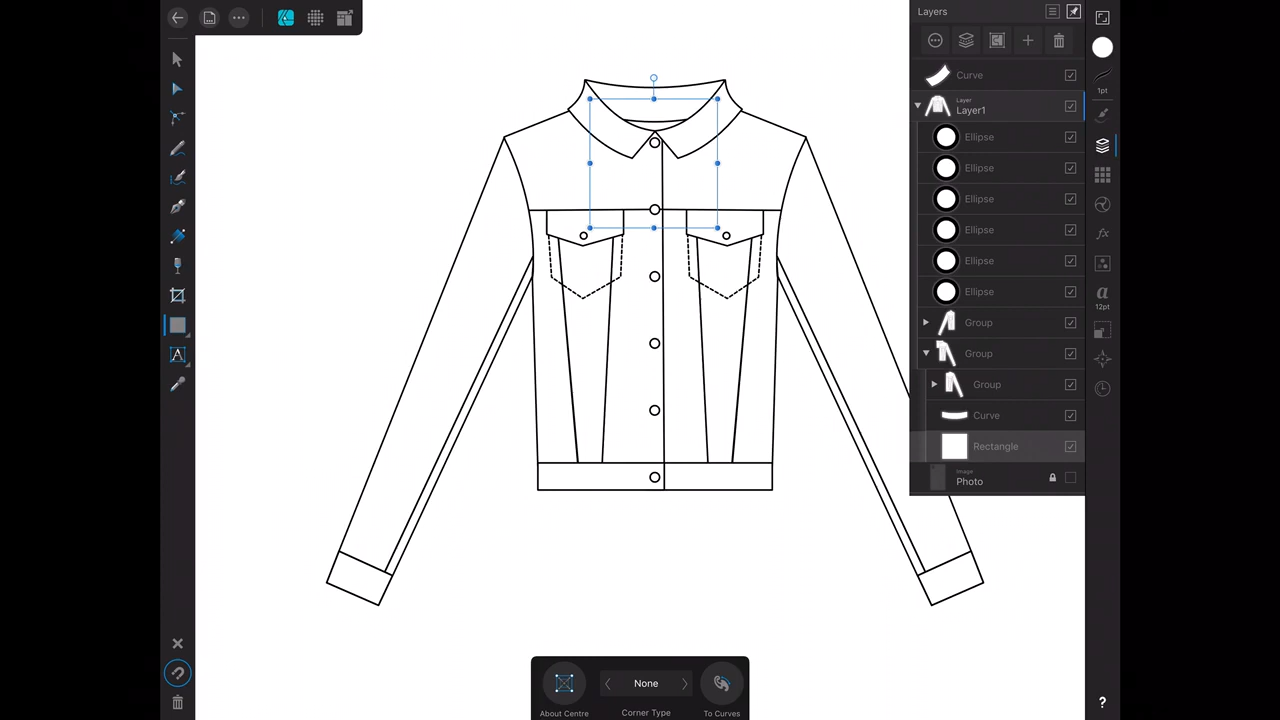 Layers
Curve
Layer
Layer1
Ellipse
Ellipse
Ellipse
Ellipse
Ellipse
Ellipse
Group
Group
Group
Curve
Rectangle
Image
Photo
1pt
a
12pt
?
A
None
About Centre
Corner Type
To Curves